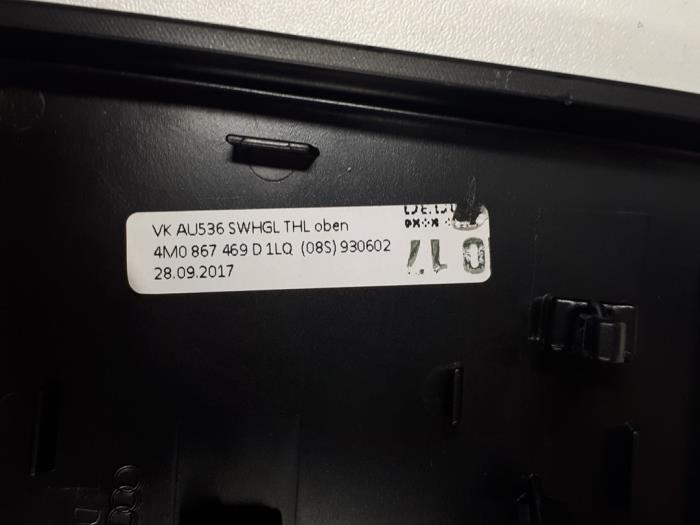 VK AU536 SWHGL THL oben
4M0 867 469 D 1LQ (08S) 930602
28.09.2017